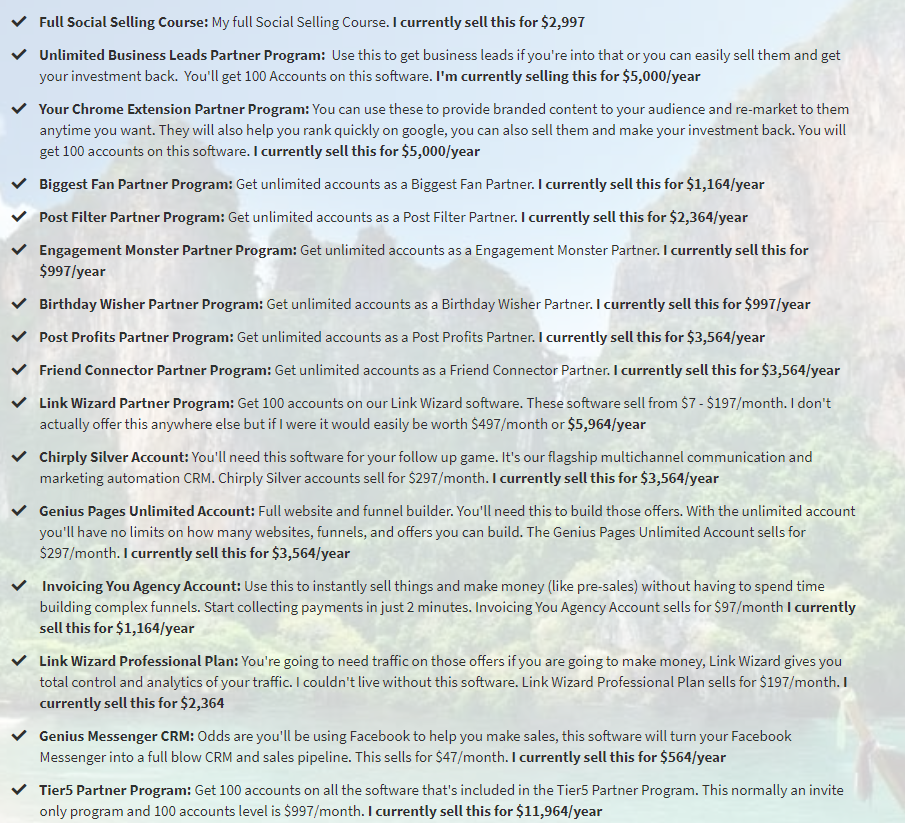 Full Social Selling Course: My full Social Selling Course. I currently sell this for $2,997
Unlimited Business Leads Partner Program:  Use this to get business leads if you're into that or you can easily sell them and get
your investment back.  You'll get 100 Accounts on this software. I'm currently selling this for $5,000/year
Your Chrome Extension Partner Program: You can use these to provide branded content to your audience and re-market to them
anytime you want. They will also help you rank quickly on google, you can also sell them and make your investment back. You will
get 100 accounts on this software. I currently sell this for $5,000/year
Biggest Fan Partner Program: Get unlimited accounts as a Biggest Fan Partner. I currently sell this for $1,164/year
Post Filter Partner Program: Get unlimited accounts as a Post Filter Partner. I currently sell this for $2,364/year
Engagement Monster Partner Program: Get unlimited accounts as a Engagement Monster Partner. I currently sell this for
$997/year
Birthday Wisher Partner Program: Get unlimited accounts as a Birthday Wisher Partner. I currently sell this for $997/year
Post Profits Partner Program: Get unlimited accounts as a Post Profits Partner. I currently sell this for $3,564/year
Friend Connector Partner Program: Get unlimited accounts as a Friend Connector Partner. I currently sell this for $3,564/year
Link Wizard Partner Program: Get 100 accounts on our Link Wizard software. These software sell from $7 - $197/month. I don't
actually offer this anywhere else but if I were it would easily be worth $497/month or $5,964/year
Chirply Silver Account: You'll need this software for your follow up game. It's our flagship multichannel communication and
marketing automation CRM. Chirply Silver accounts sell for $297/month. I currently sell this for $3,564/year
Genius Pages Unlimited Account: Full website and funnel builder. You'll need this to build those offers. With the unlimited account
you'll have no limits on how many websites, funnels, and offers you can build. The Genius Pages Unlimited Account sells for
$297/month. I currently sell this for $3,564/year
Invoicing You Agency Account: Use this to instantly sell things and make money (like pre-sales) without having to spend time
building complex funnels. Start collecting payments in just 2 minutes. Invoicing You Agency Account sells for $97/month I currently
sell this for $1,164/year
Link Wizard Professional Plan: You're going to need traffic on those offers if you are going to make money, Link Wizard gives you
total control and analytics of your traffic. I couldn't live without this software. Link Wizard Professional Plan sells for $197/month. I
currently sell this for $2,364
Genius Messenger CRM: Odds are you'll be using Facebook to help you make sales, this software will turn your Facebook
Messenger into a full blow CRM and sales pipeline. This sells for $47/month. I currently sell this for $564/year
Tier5 Partner Program: Get 100 accounts on all the software that's included in the Tier5 Partner Program. This normally an invite
only program and 100 accounts level is $997/month. I currently sell this for $11,964/year